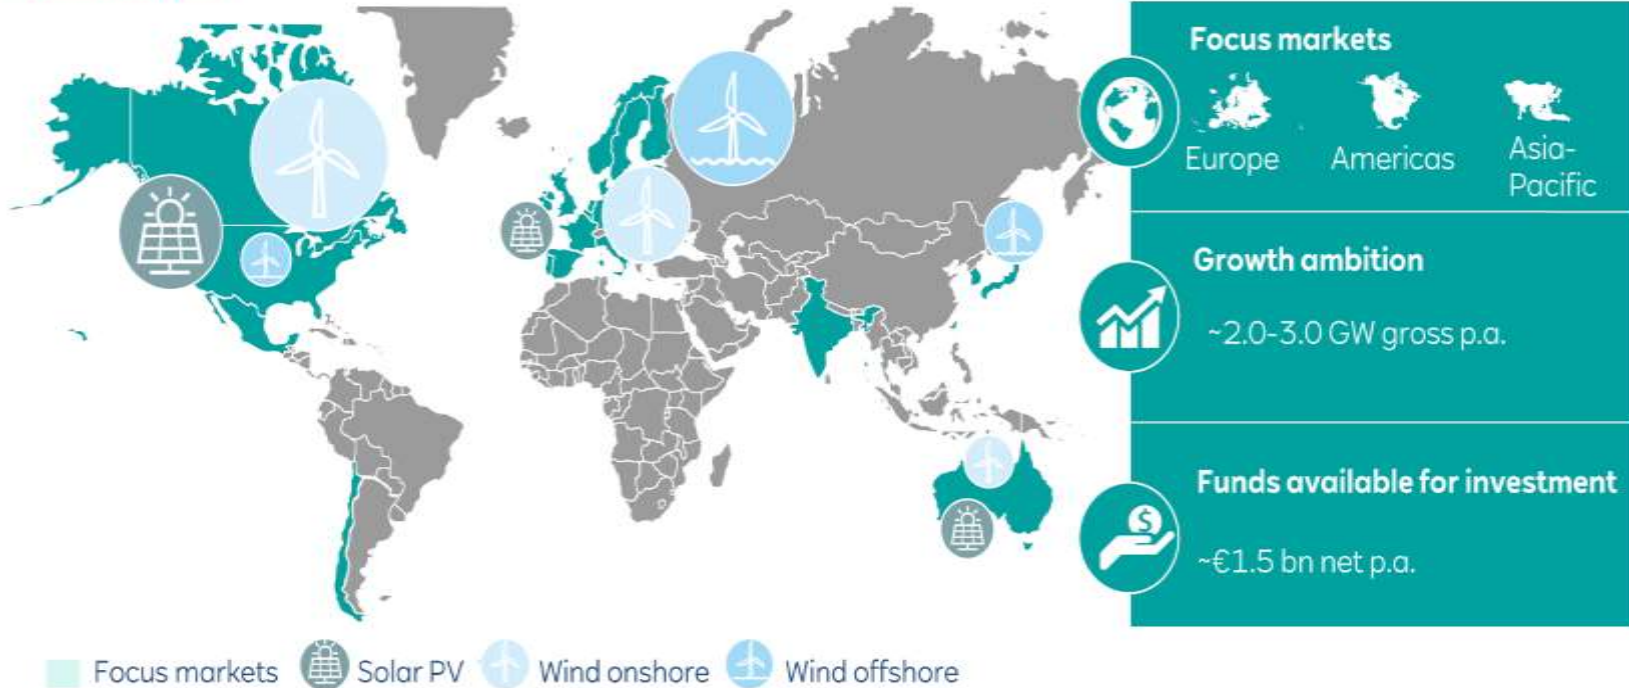 Focus markets
Europe
Americas
Asia-
Pacific
Growth ambition
~2.0-3.0 GW gross p.a.
Funds available for investment
$
~€1.5 bn net p.a.
Focus markets
Solar PV
Wind onshore
Wind offshore